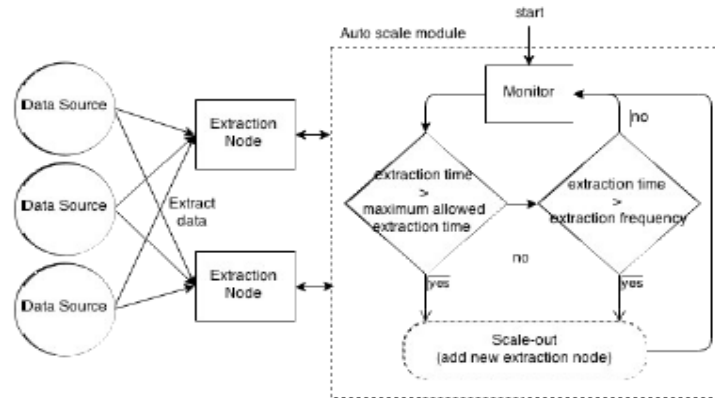 start
Auto scale module
Data Source
Extraction
Node
Monitor
no
Extract
data
extraction time
>
maximum allowed
extraction time
extraction time
>
extraction frequency
Data Source
no
Extraction
Node
Data Source
yes
yes
Scale-out
(add new extraction node)